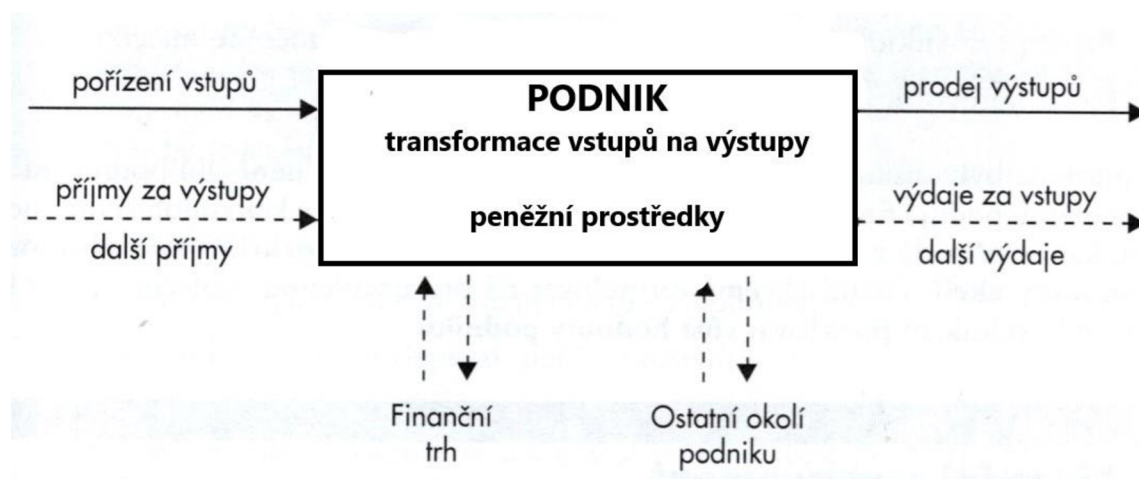 pořízení vstupů
PODNIK
prodej výstupů
transformace vstupů na výstupy
příjmy za výstupy
peněžní prostředky
výdaje za vstupy
další příjmy
další výdaje
Finanční
trh
Ostatní okolí
podniku